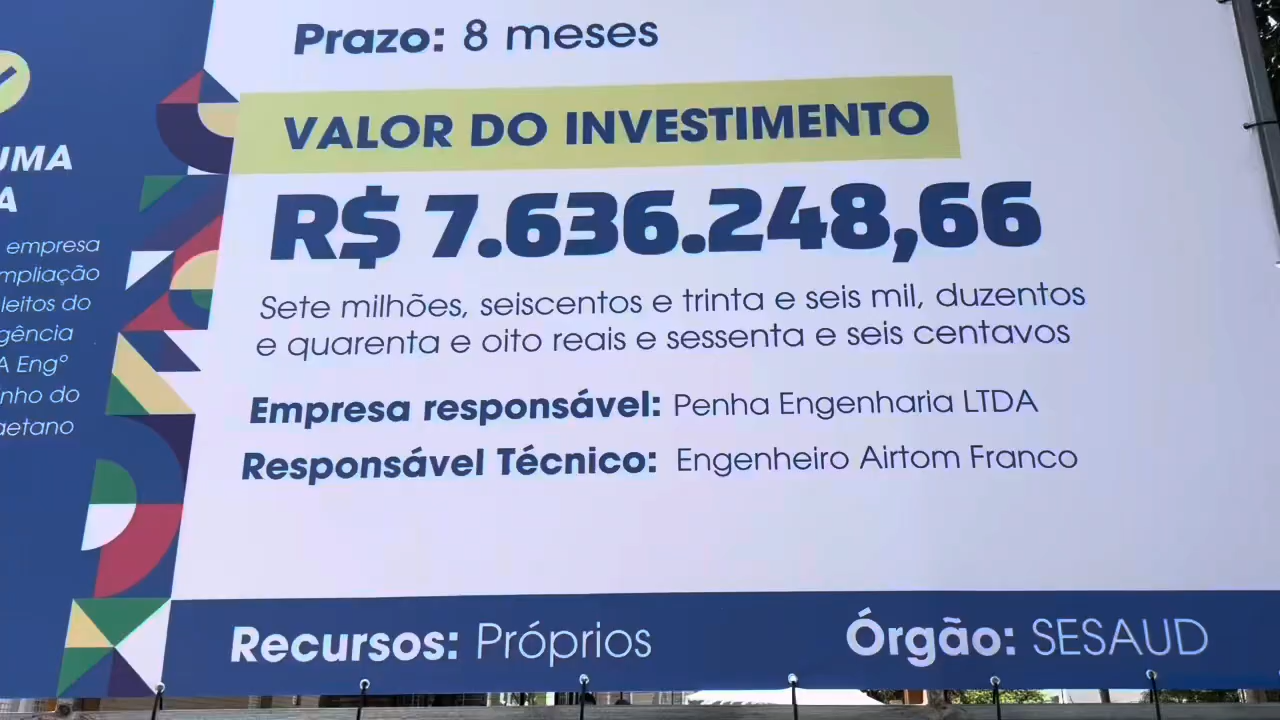 UMA
A
empresa
mpliação
leitos do
gência
A Engº
nho do
aetano
Prazo: 8 meses
VALOR DO INVESTIMENTO
R$ 7.636.248,66
Sete milhões, seiscentos e trinta e seis mil, duzentos
e quarenta e oito reais e sessenta e seis centavos
Empresa responsável: Penha Engenharia LTDA
Responsável Técnico: Engenheiro Airtom Franco
Recursos: Próprios
Órgão: SESAUD